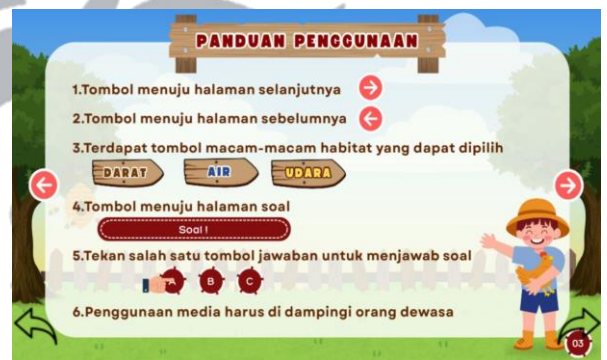 PANDUAN PENGGUNAAN
1.Tombol menuju halaman selanjutnya
2.Tombol menuju halaman sebelumnya
3.Terdapat tombol macam-macam habitat yang dapat dipilih
DARAT AIR UDARA
4.Tombol menuju halaman soal
Soal !
5.Tekan salah satu tombol jawaban untuk menjawab soal
A B C
6.Penggunaan media harus di dampingi orang dewasa
03